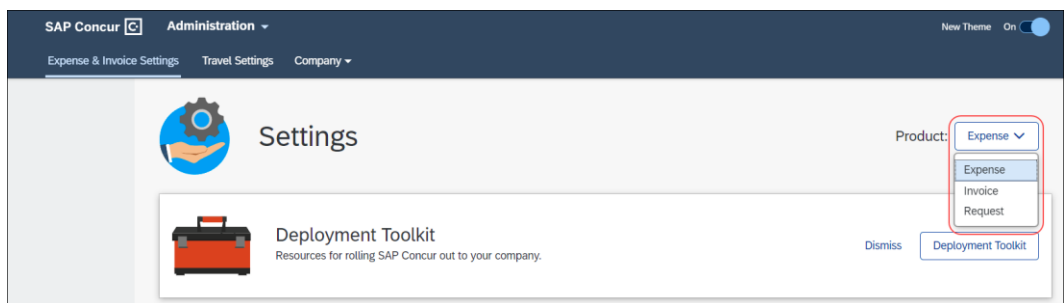 SAP Concur C Administration
New Theme On
Expense & Invoice Settings Travel Settings Company
Settings
Product: Expense
Expense
Invoice
Request
Deployment Toolkit
Resources for rolling SAP Concur out to your company.
Dismiss Deployment Toolkit